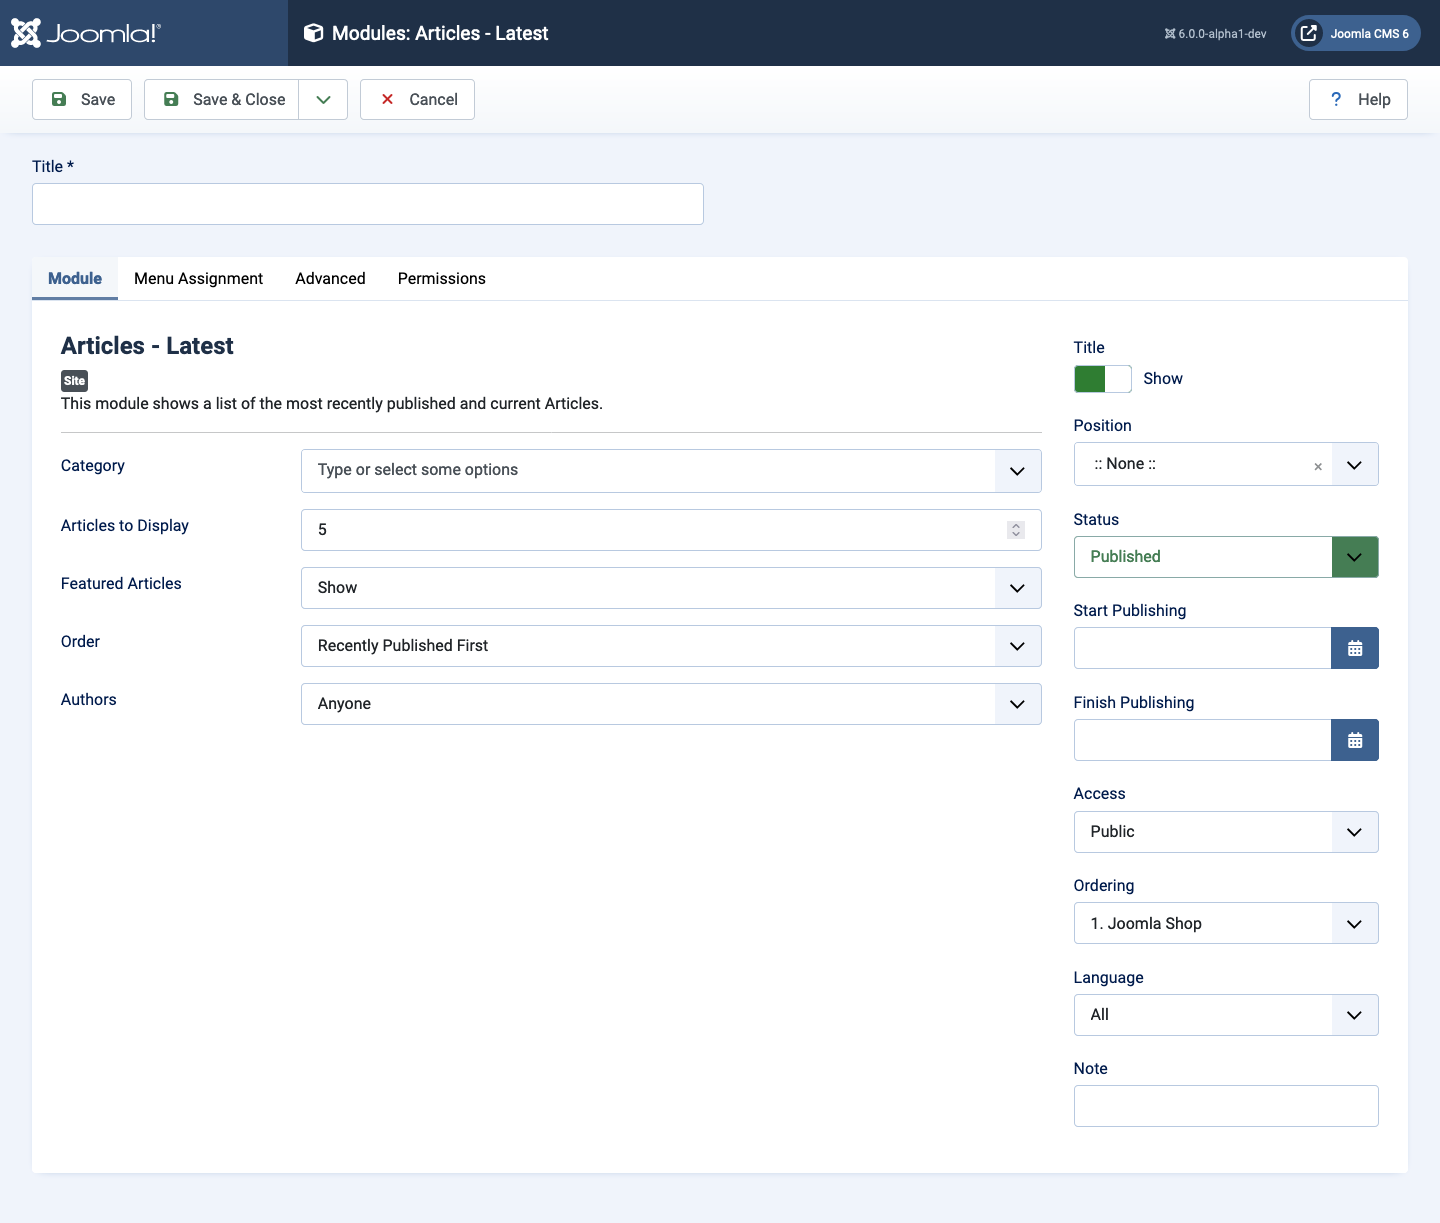 Joomla!®
Modules: Articles - Latest
6.0.0-alpha1-dev
Joomla CMS 6
Save
Save & Close
Cancel
? Help
Title *
Module
Menu Assignment
Advanced
Permissions
Articles - Latest
Site
This module shows a list of the most recently published and current Articles.
Category
Type or select some options
Articles to Display
5
Featured Articles
Show
Order
Recently Published First
Authors
Anyone
Title
Show
Position
:: None ::
Status
Published
Start Publishing
Finish Publishing
Access
Public
Ordering
1. Joomla Shop
Language
All
Note